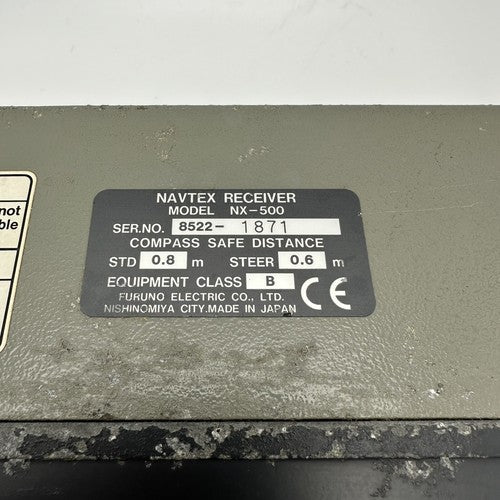 NAVTEX RECEIVER
MODEL NX-500
SER.NO. 8522- 1871
COMPASS SAFE DISTANCE
STD 0.8 m STEER 0.6 m
EQUIPMENT CLASS B
FURUNO ELECTRIC CO., LTD.
NISHINOMIYA CITY.MADE IN JAPAN
CE
not
ble